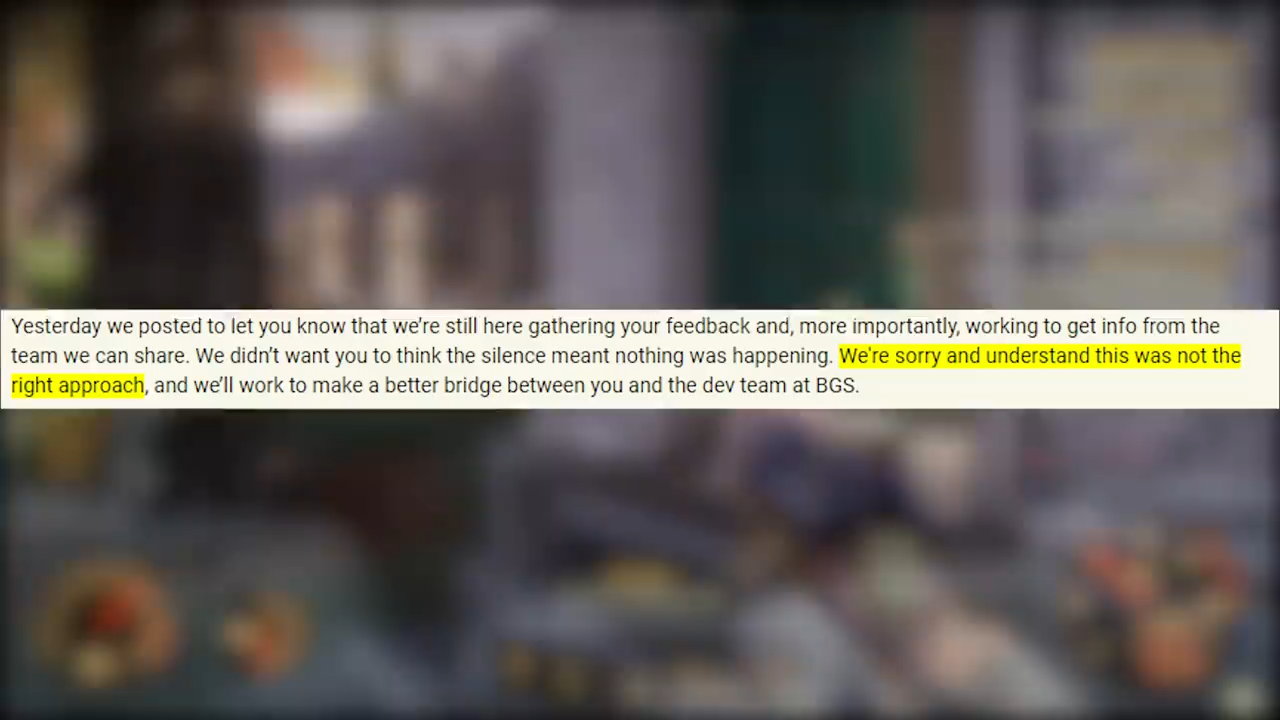 Yesterday we posted to let you know that we’re still here gathering your feedback and, more importantly, working to get info from the
team we can share. We didn’t want you to think the silence meant nothing was happening. We're sorry and understand this was not the
right approach, and we’ll work to make a better bridge between you and the dev team at BGS.